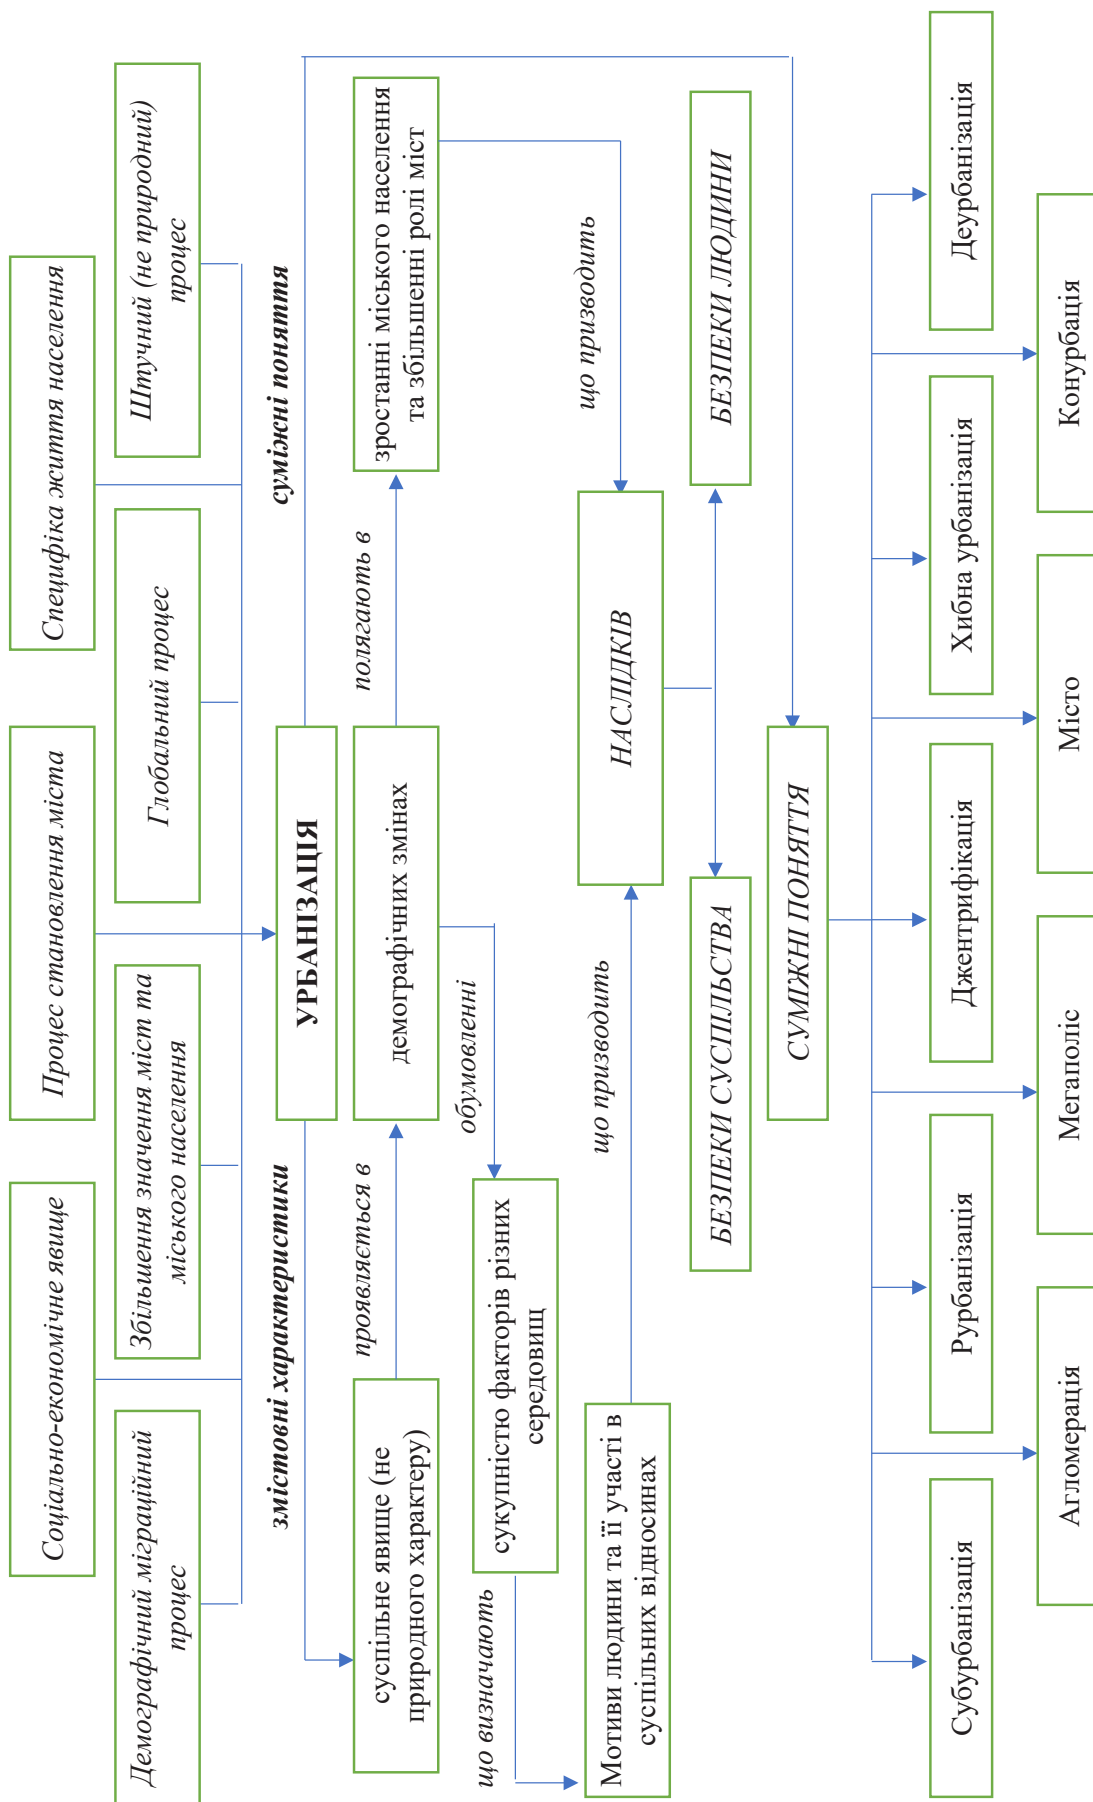 Соціально-економічне явище
Процес становлення міста
Специфіка життя населення
Демографічний міграційний
процес
Збільшення значення міст та
міського населення
Глобальний процес
Штучний (не природний)
процес
змістовні характеристики
УРБАНІЗАЦІЯ
суміжні поняття
суспільне явище (не
природного характеру)
проявляється в
демографічних змінах
полягають в
зростанні міського населення
та збільшенні ролі міст
що визначають
сукупністю факторів різних
середовищ
обумовленні
Мотиви людини та її участі в
суспільних відносинах
що призводить
НАСЛІДКІВ
що призводить
БЕЗПЕКИ СУСПІЛЬСТВА
БЕЗПЕКИ ЛЮДИНИ
СУМІЖНІ ПОНЯТТЯ
Субурбанізація
Рурбанізація
Джентрифікація
Хибна урбанізація
Деурбанізація
Агломерація
Мегаполіс
Місто
Конурбація